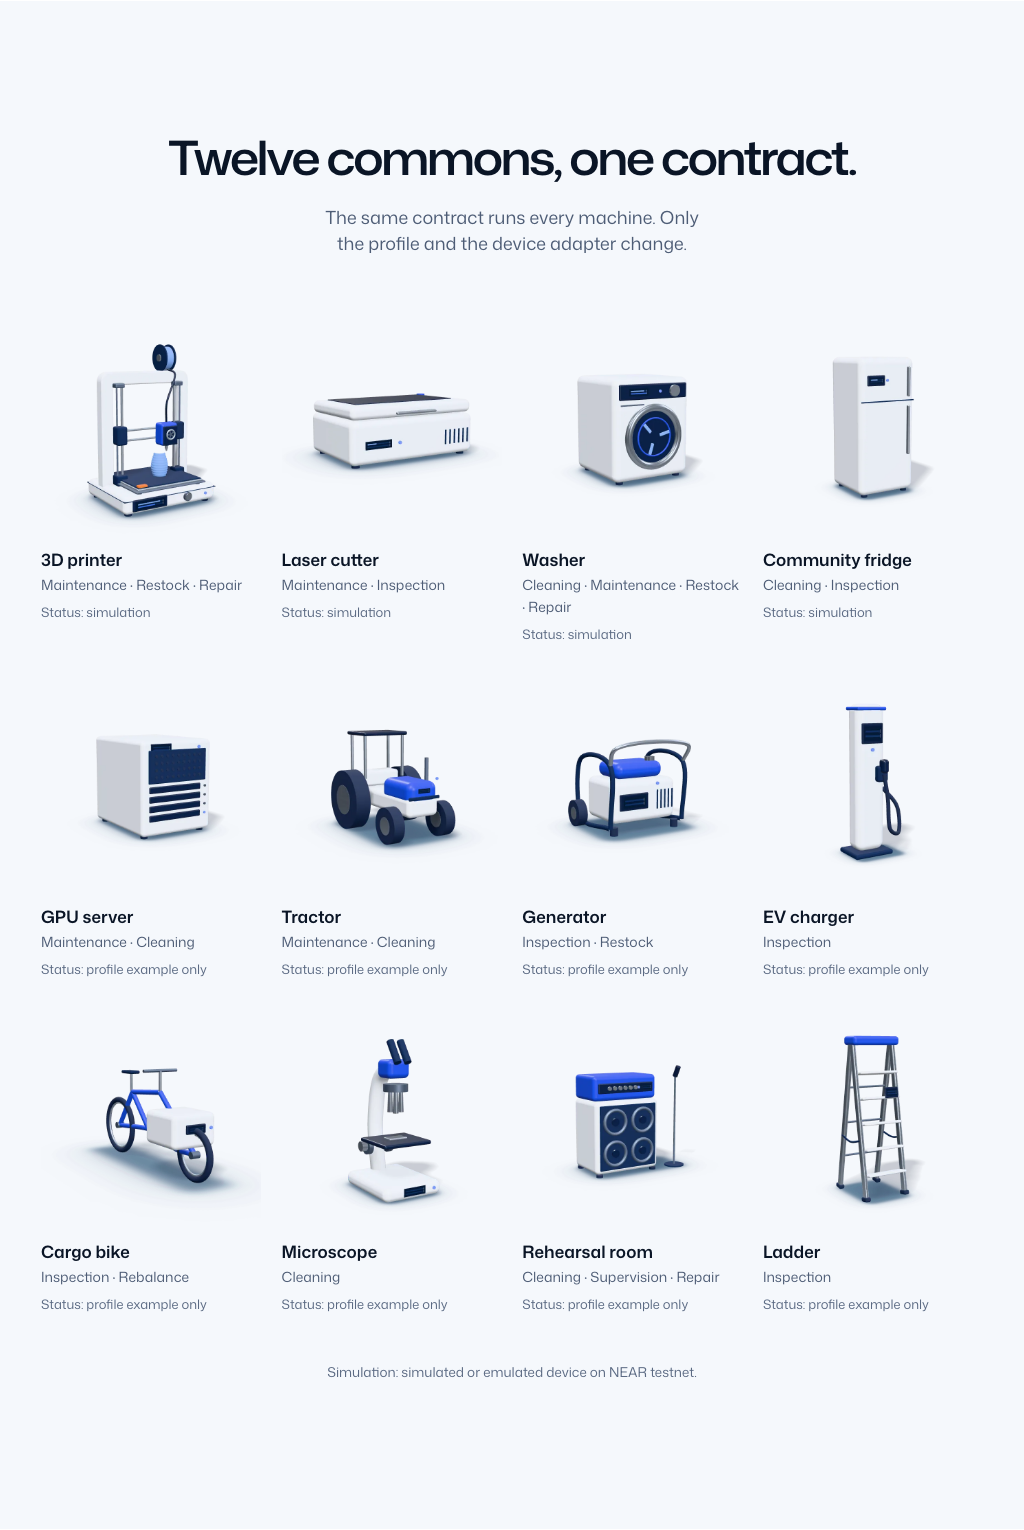 Twelve commons, one contract.
The same contract runs every machine. Only
the profile and the device adapter change.
3D printer
Maintenance · Restock · Repair
Status: simulation
Laser cutter
Maintenance · Inspection
Status: simulation
Washer
Cleaning · Maintenance · Restock
· Repair
Status: simulation
Community fridge
Cleaning · Inspection
Status: simulation
GPU server
Maintenance · Cleaning
Status: profile example only
Tractor
Maintenance · Cleaning
Status: profile example only
Generator
Inspection · Restock
Status: profile example only
EV charger
Inspection
Status: profile example only
Cargo bike
Inspection · Rebalance
Status: profile example only
Microscope
Cleaning
Status: profile example only
Rehearsal room
Cleaning · Supervision · Repair
Status: profile example only
Ladder
Inspection
Status: profile example only
Simulation: simulated or emulated device on NEAR testnet.